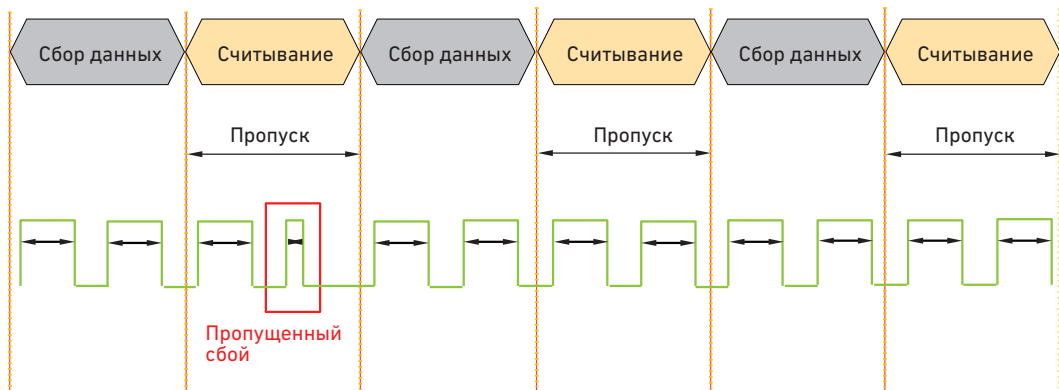 Сбор данных
Считывание
Сбор данных
Считывание
Сбор данных
Считывание
Пропуск
Пропуск
Пропуск
Пропущенный
сбой